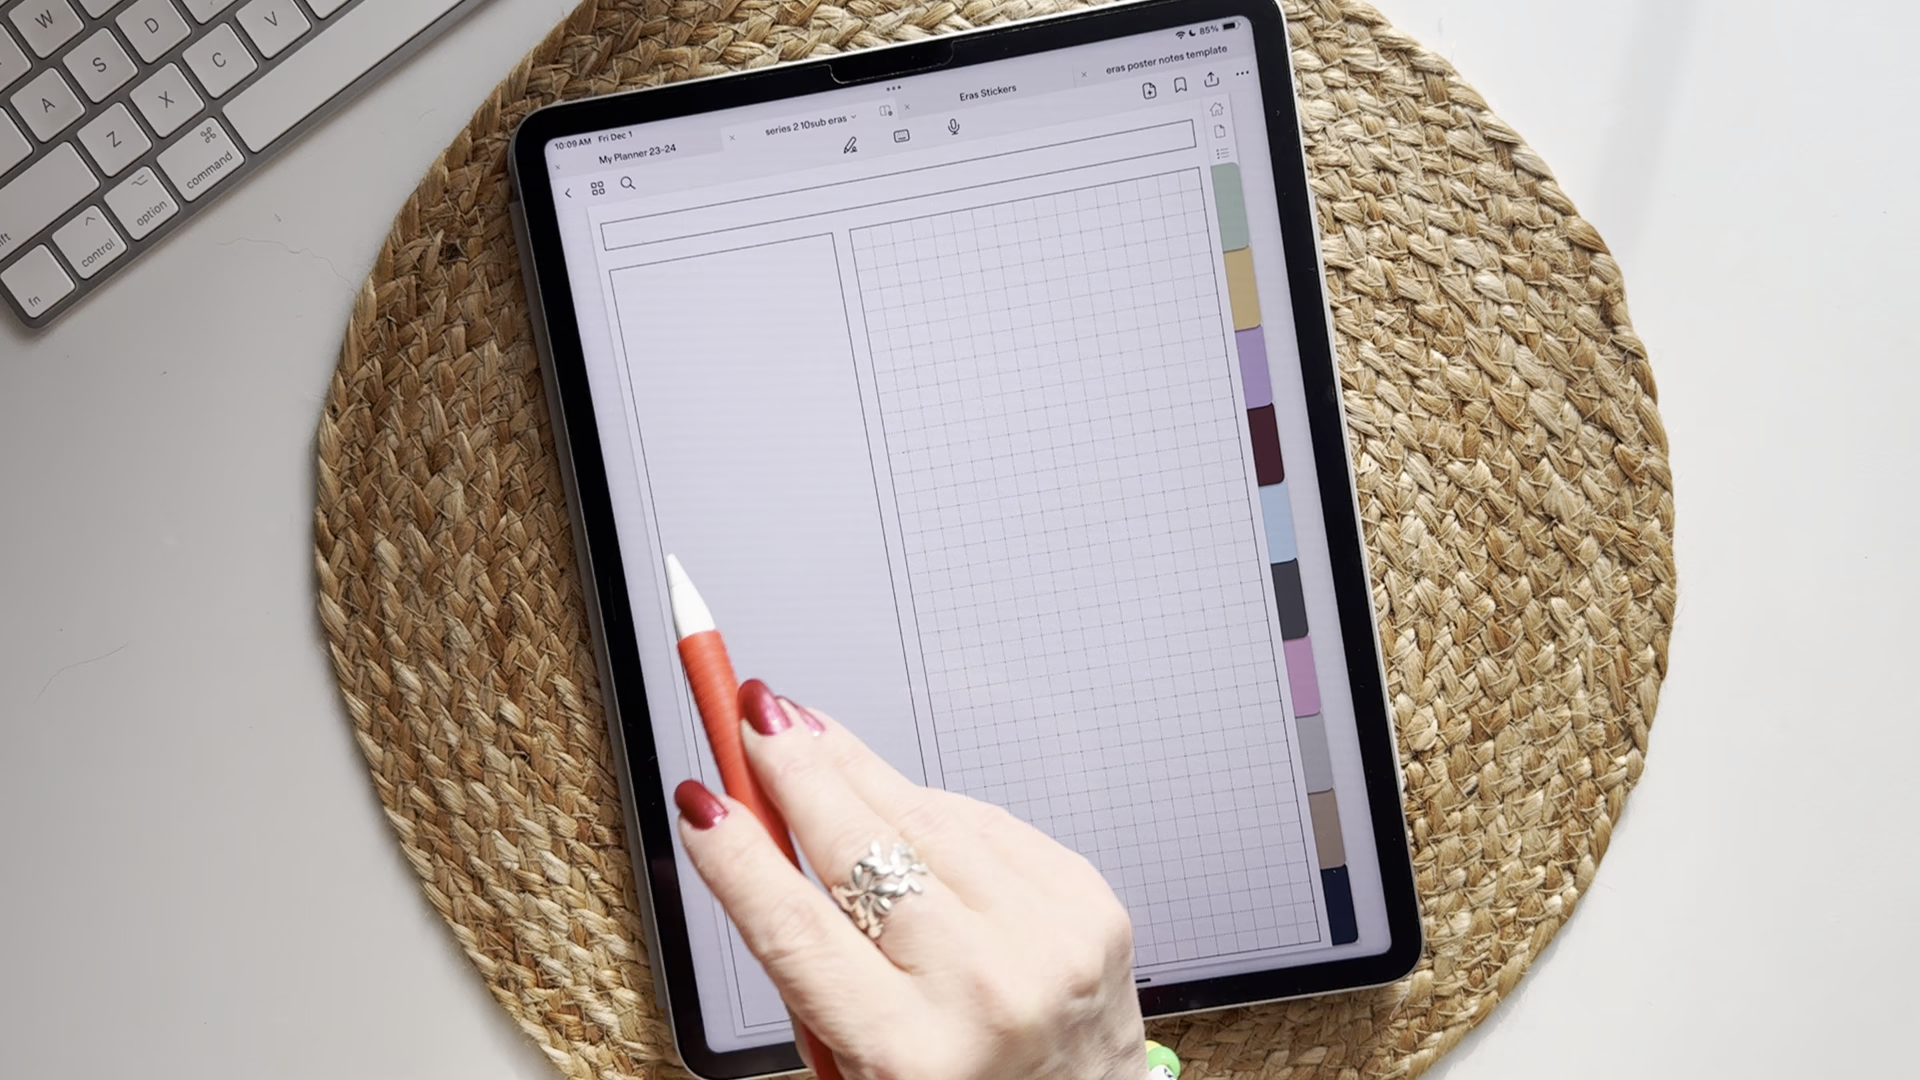 W
D
V
A
S
C
Z
X
⌘
command
⌥
option
^
control
fn
10:09 AM Fri Dec 1
85%
My Planner 23-24
series 2 10sub eras
Eras Stickers
eras poster notes template